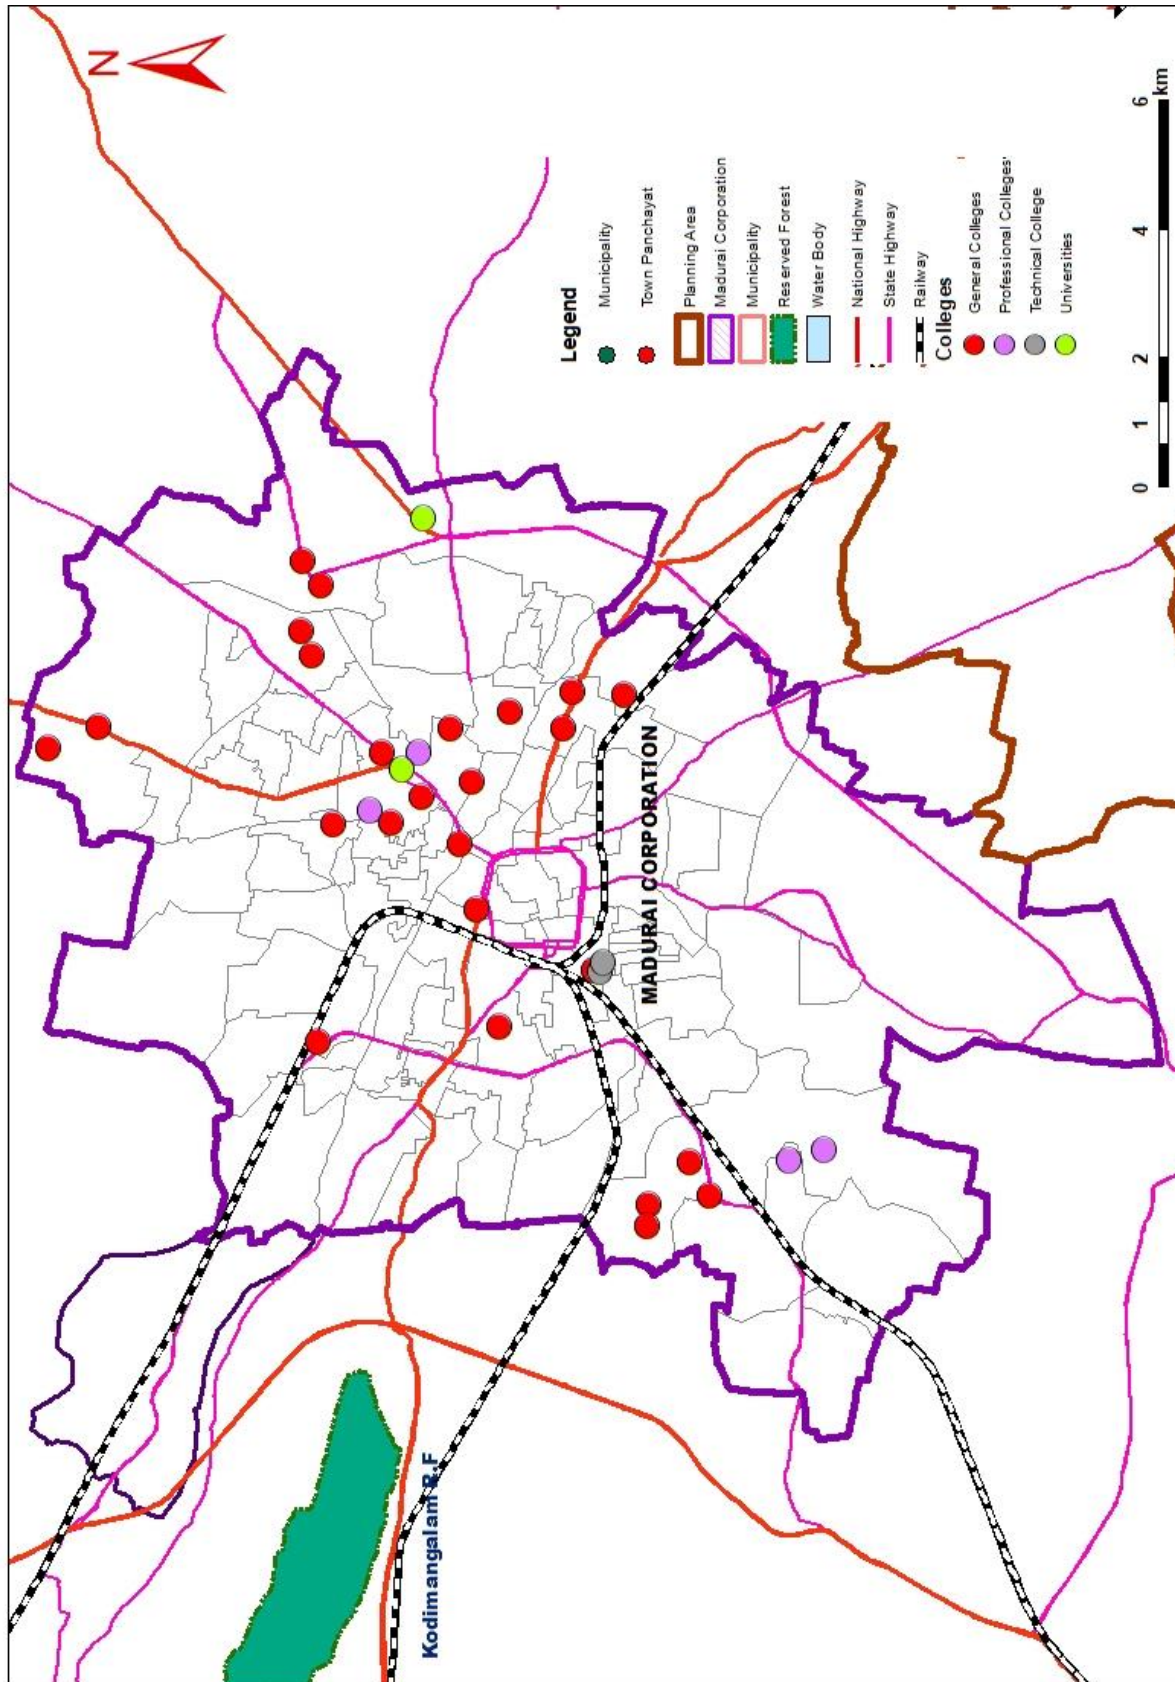 N
Legend
Municipality
Town Panchayat
Planning Area
Madurai Corporation
Municipality
Reserved Forest
Water Body
National Highway
State Highway
Railway
Colleges
General Colleges
Professional Colleges'
Technical College
Universities
MADURAI CORPORATION
Kodimangalam R.F
0 1 2 4 6
km